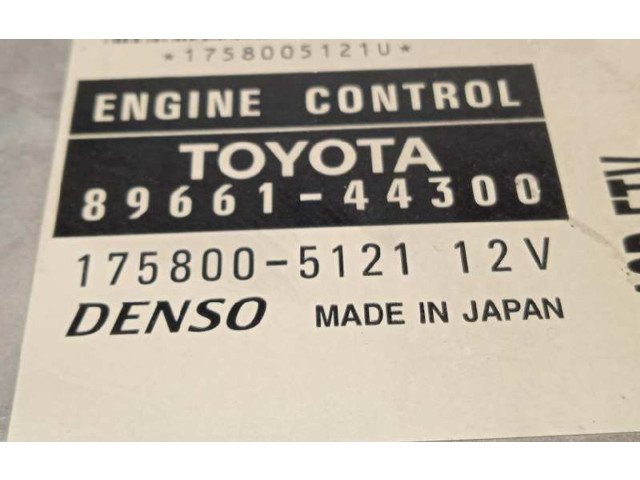 *1758005121U*
ENGINE CONTROL
TOYOTA
89661-44300
175800-5121 12V
DENSO MADE IN JAPAN